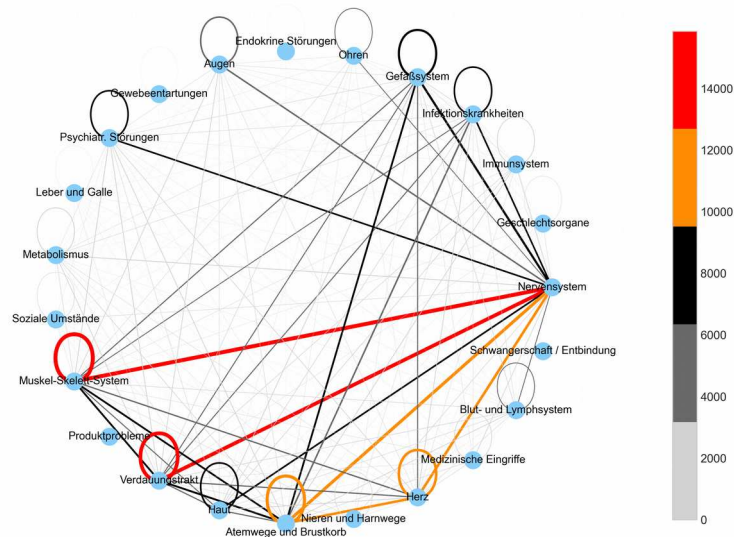 Endokrine Störungen
Ohren
Augen
Gefäßsystem
Gewebeentartungen
Infektionskrankheiten
Psychiatr. Störungen
Immunsystem
Leber und Galle
Geschlechtsorgane
Metabolismus
Nervensystem
Soziale Umstände
Schwangerschaft / Entbindung
Muskel-Skelett-System
Blut- und Lymphsystem
Produktprobleme
Medizinische Eingriffe
Verdauungstrakt
Herz
Haut
Nieren und Harnwege
Atemwege und Brustkorb
14000
12000
10000
8000
6000
4000
2000
0